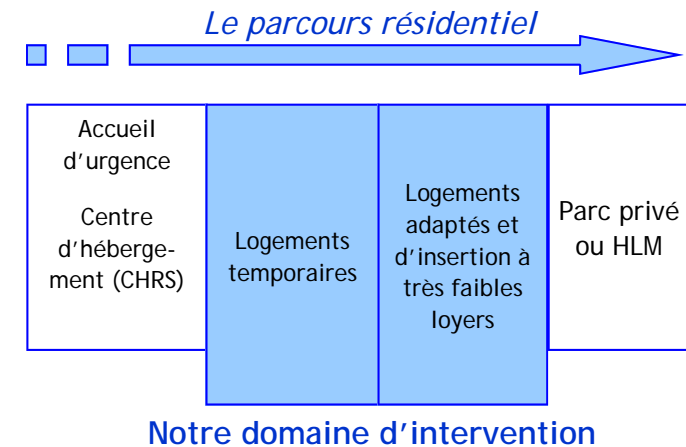 Le parcours résidentiel
Accueil
d'urgence
Centre
d'héberge-
ment (CHRS)
Logements
temporaires
Logements
adaptés et
d'insertion à
très faibles
loyers
Parc privé
ou HLM
Notre domaine d'intervention